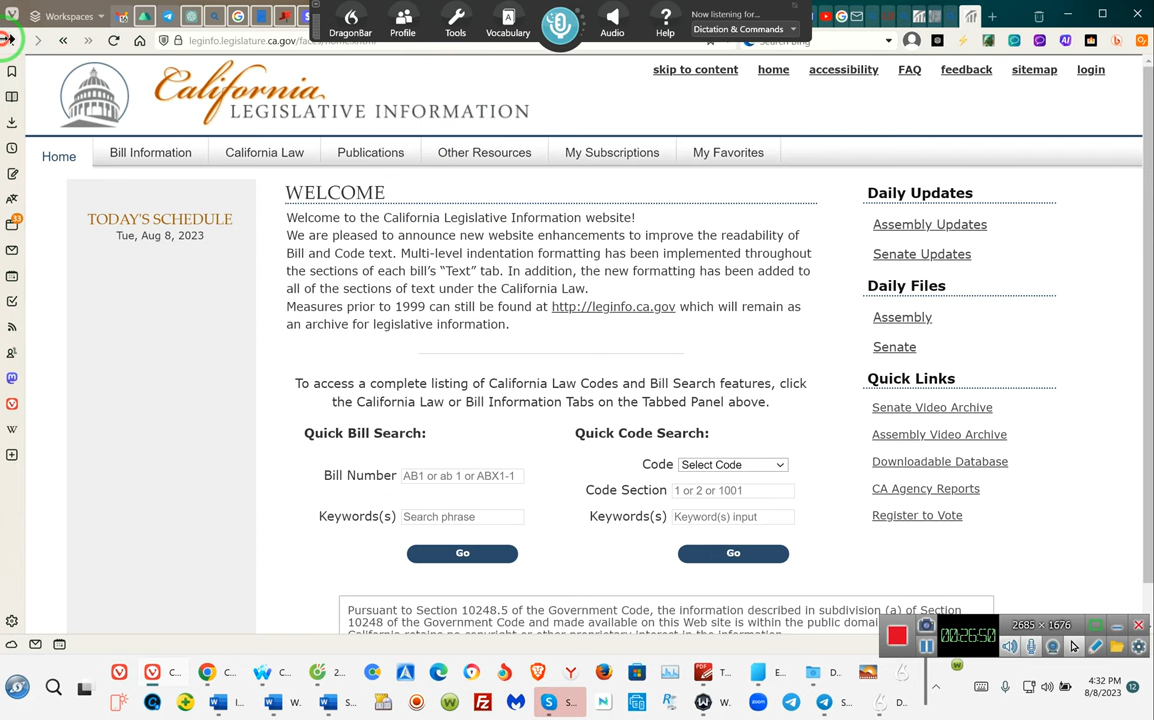 Workspaces
DragonBar
Profile
Tools
Vocabulary
Audio
Help
Now listening for...
Dictation & Commands
leginfo.legislature.ca.gov/faces/home.xhtml
Search Bing
California
LEGISLATIVE INFORMATION
skip to content
home
accessibility
FAQ
feedback
sitemap
login
Home
Bill Information
California Law
Publications
Other Resources
My Subscriptions
My Favorites
TODAY'S SCHEDULE
Tue, Aug 8, 2023
WELCOME
Welcome to the California Legislative Information website!
We are pleased to announce new website enhancements to improve the readability of
Bill and Code text. Multi-level indentation formatting has been implemented throughout
the sections of each bill's "Text" tab. In addition, the new formatting has been added to
all of the sections of text under the California Law.
Measures prior to 1999 can still be found at http://leginfo.ca.gov which will remain as
an archive for legislative information.
To access a complete listing of California Law Codes and Bill Search features, click
the California Law or Bill Information Tabs on the Tabbed Panel above.
Quick Bill Search:
Bill Number AB1 or ab 1 or ABX1-1
Keywords(s) Search phrase
Go
Quick Code Search:
Code Select Code
Code Section 1 or 2 or 1001
Keywords(s) Keyword(s) input
Go
Pursuant to Section 10248.5 of the Government Code, the information described in subdivision (a) of Section
10248 of the Government Code and made available on this Web site is within the public domain
Daily Updates
Assembly Updates
Senate Updates
Daily Files
Assembly
Senate
Quick Links
Senate Video Archive
Assembly Video Archive
Downloadable Database
CA Agency Reports
Register to Vote
33
2685 × 1676
00:26:50
C...
C...
C...
2...
T...
E...
D...
I...
W...
S...
S...
W...
S...
D...
zoom
4:32 PM
8/8/2023
12